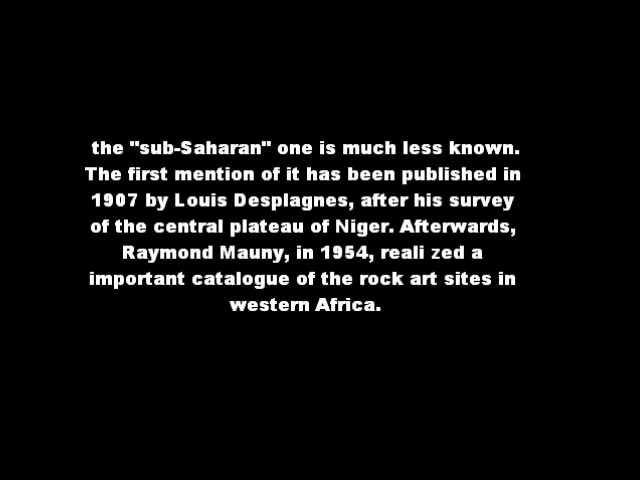 the "sub-Saharan" one is much less known.
The first mention of it has been published in
1907 by Louis Desplagnes, after his survey
of the central plateau of Niger. Afterwards,
Raymond Mauny, in 1954, reali zed a
important catalogue of the rock art sites in
western Africa.